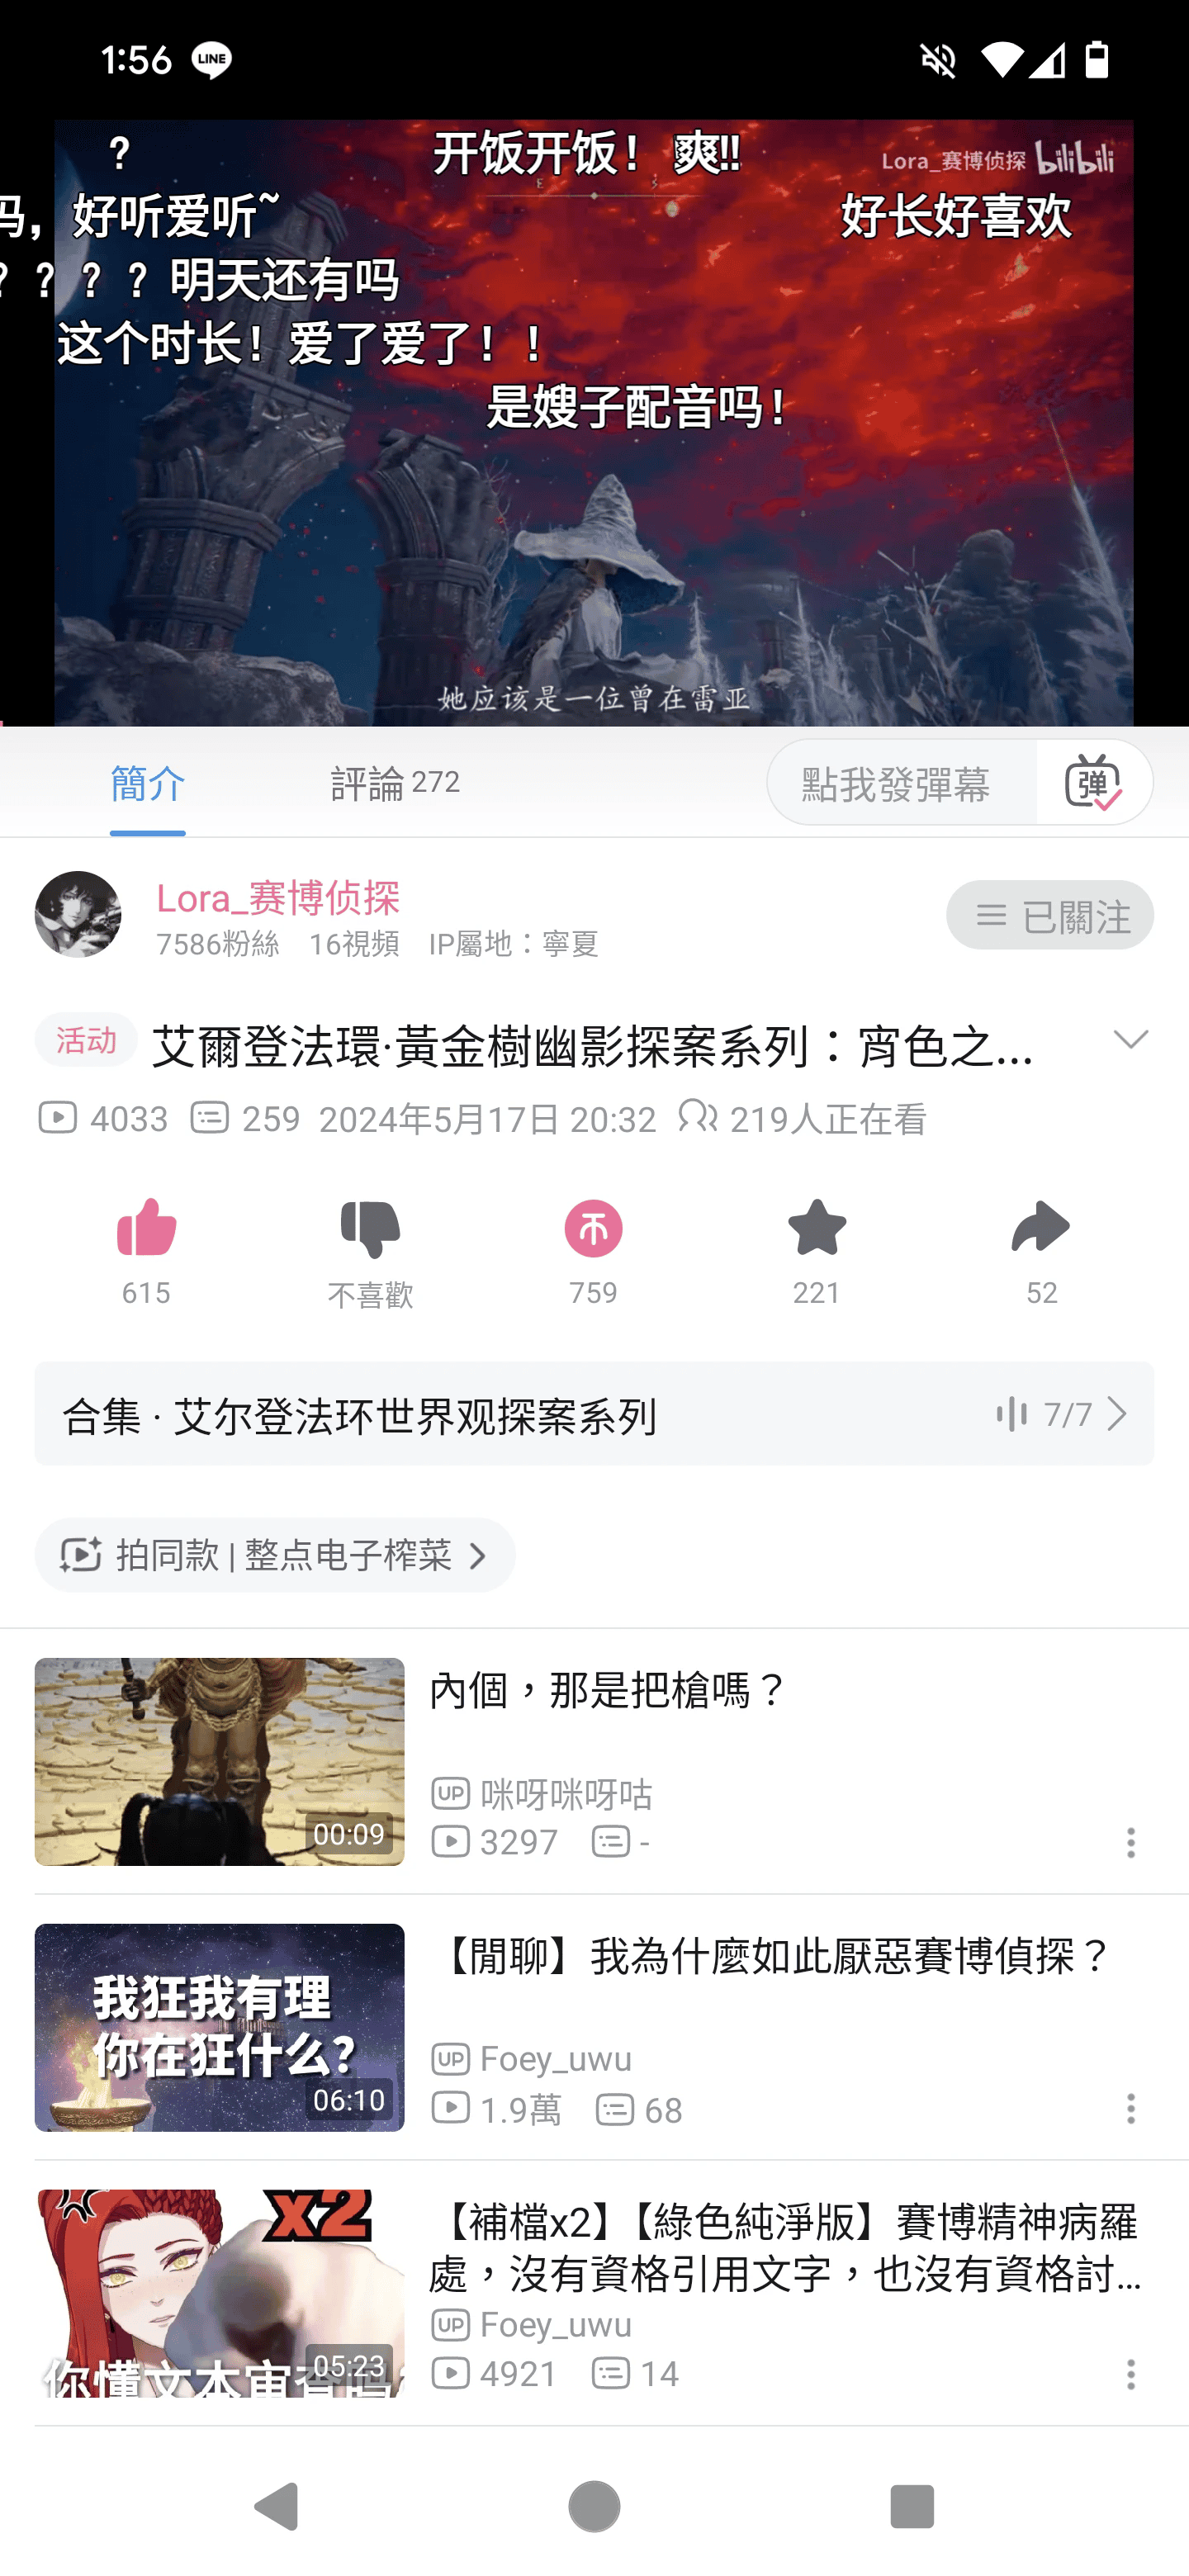 1:56 LINE
? 开饭开饭！ 爽!! Lora_赛博侦探 bilibili
吗，好听爱听~ 好长好喜欢
？？？？明天还有吗
这个时长！爱了爱了！！
是嫂子配音吗！
她应该是一位曾在雷亚
簡介 評論 272 點我發彈幕 弹
Lora_赛博侦探
7586粉絲 16視頻 IP屬地：寧夏 已關注
活动 艾爾登法環·黃金樹幽影探案系列：宵色之...
4033 259 2024年5月17日 20:32 219人正在看
615 不喜歡 759 221 52
合集 · 艾尔登法环世界观探案系列 7/7
拍同款 | 整点电子榨菜
內個，那是把槍嗎？
UP 咪呀咪呀咕
00:09 3297 -
【閒聊】我為什麼如此厭惡賽博偵探？
我狂我有理
你在狂什么?
UP Foey_uwu
06:10 1.9萬 68
x2 【補檔x2】【綠色純淨版】賽博精神病羅
處，沒有資格引用文字，也沒有資格討...
UP Foey_uwu
你懂文本审查吗 05:23 4921 14